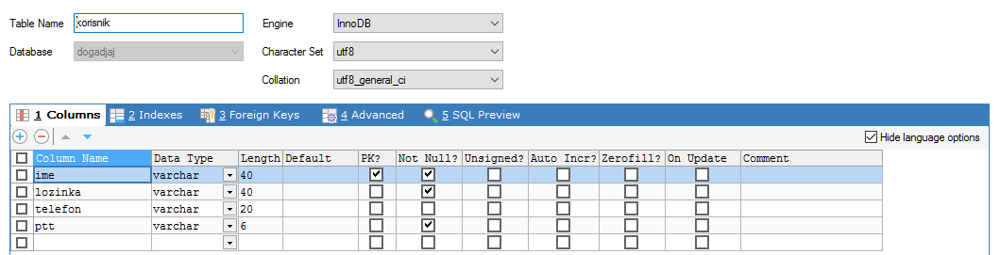 Table Name korisnik Engine InnoDB
Database dogadjaj Character Set utf8
Collation utf8_general_ci
1 Columns 2 Indexes 3 Foreign Keys 4 Advanced 5 SQL Preview
Hide language options
Column Name Data Type Length Default PK? Not Null? Unsigned? Auto Incr? Zerofill? On Update Comment
ime varchar 40
lozinka varchar 40
telefon varchar 20
ptt varchar 6